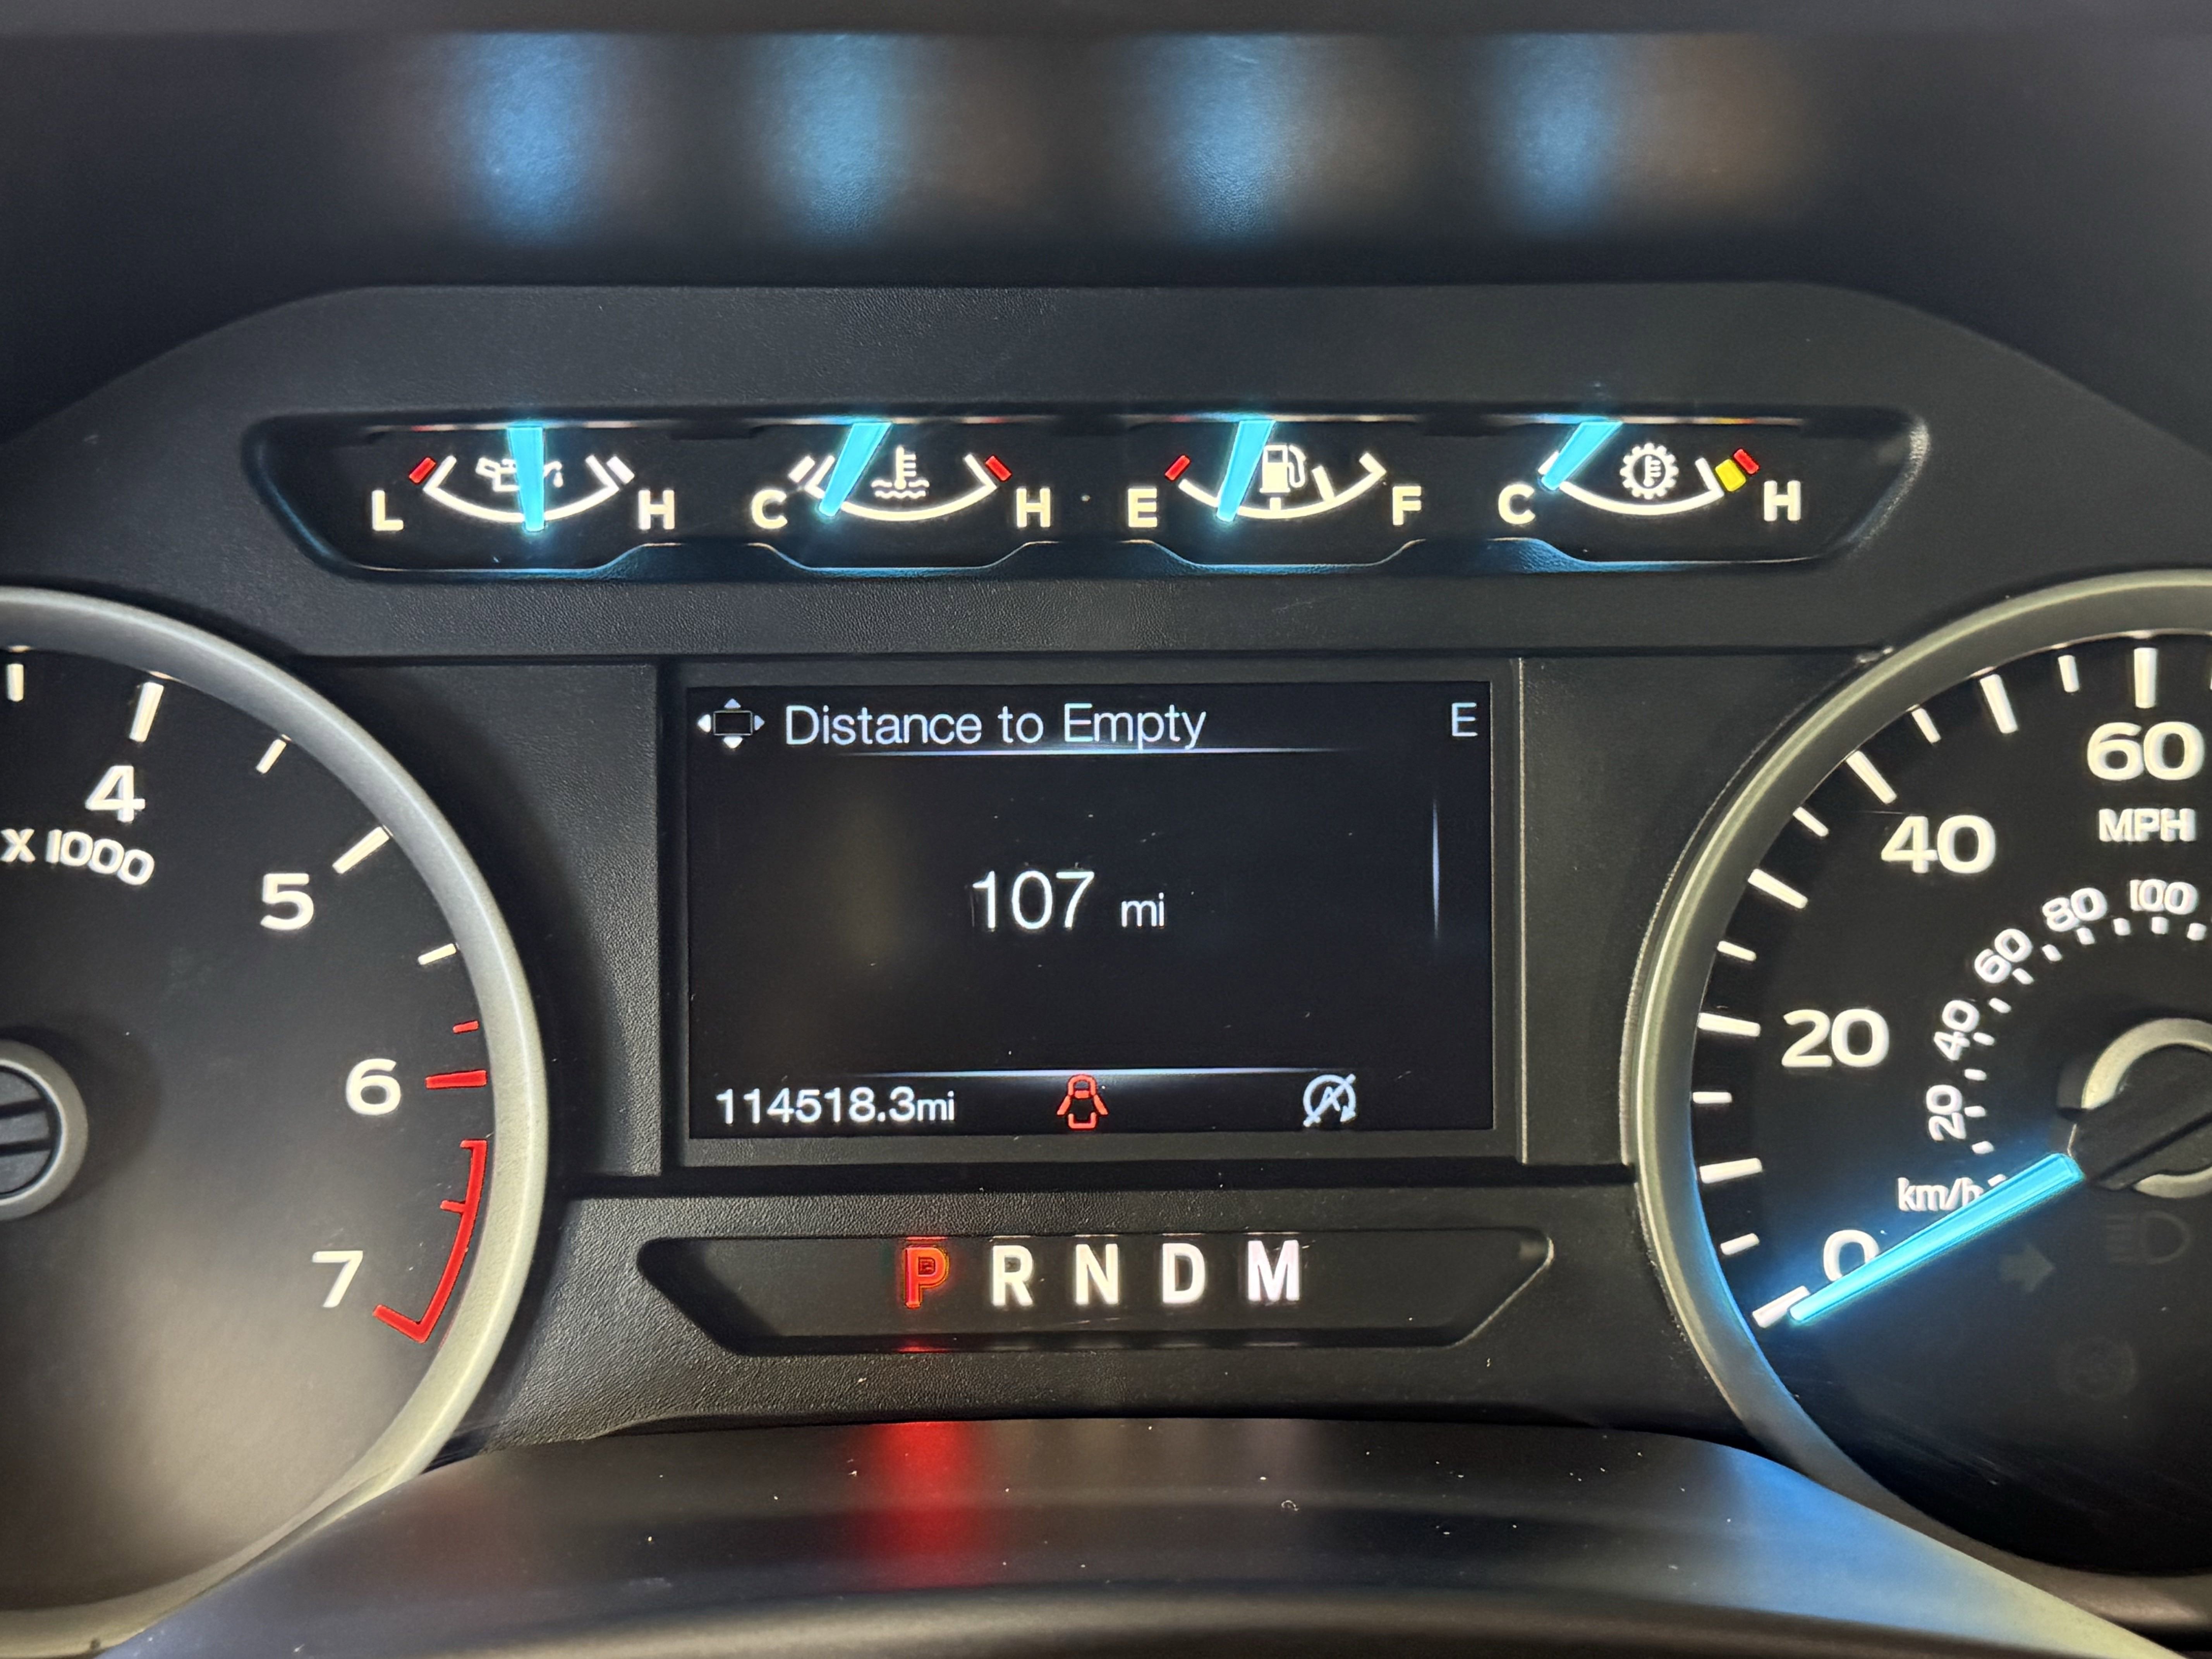 L H C H E F C H
Distance to Empty E
107 mi
114518.3mi
P R N D M
4
X 1000
5
6
7
60
MPH
40
20
0
100
80
60
40
20
km/h